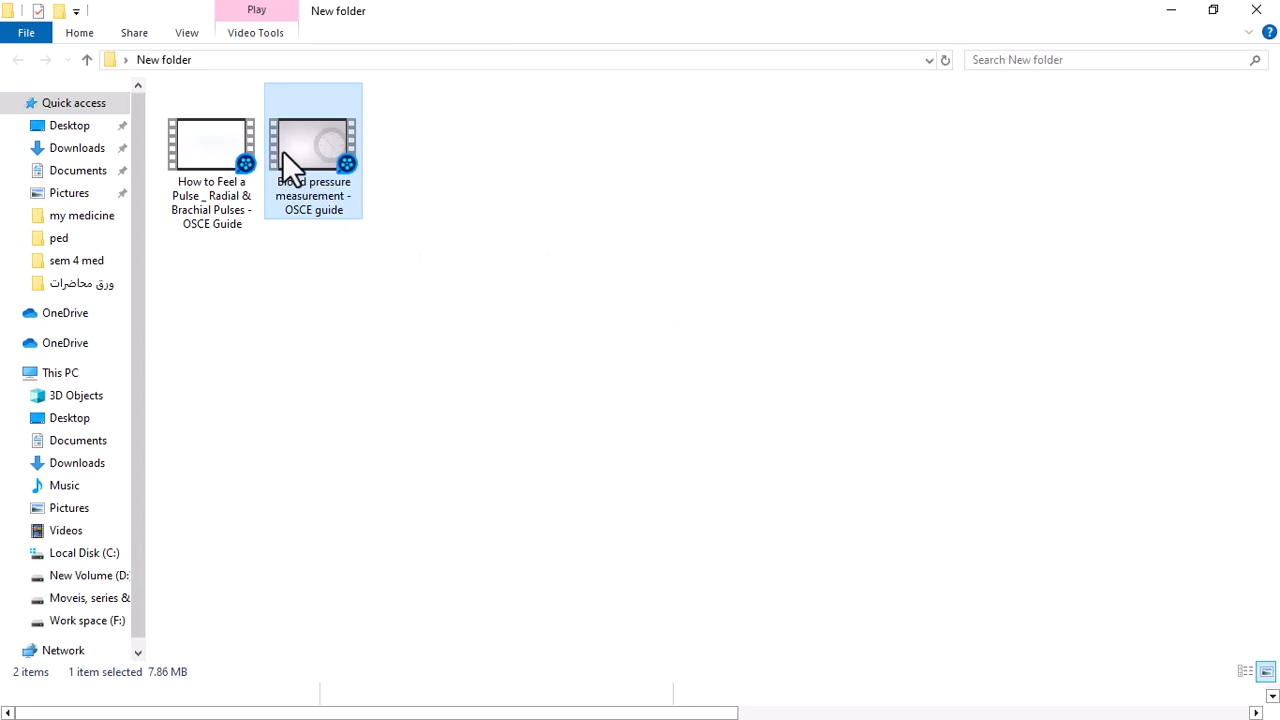 Play
New folder
File
Home
Share
View
Video Tools
New folder
Search New folder
Quick access
Desktop
Downloads
Documents
Pictures
my medicine
ped
sem 4 med
ورق محاضرات
OneDrive
OneDrive
This PC
3D Objects
Desktop
Documents
Downloads
Music
Pictures
Videos
Local Disk (C:)
New Volume (D:
Moveis, series &
Work space (F:)
Network
How to Feel a
Pulse _ Radial &
Brachial Pulses -
OSCE Guide
pressure
measurement -
OSCE guide
2 items
1 item selected 7.86 MB